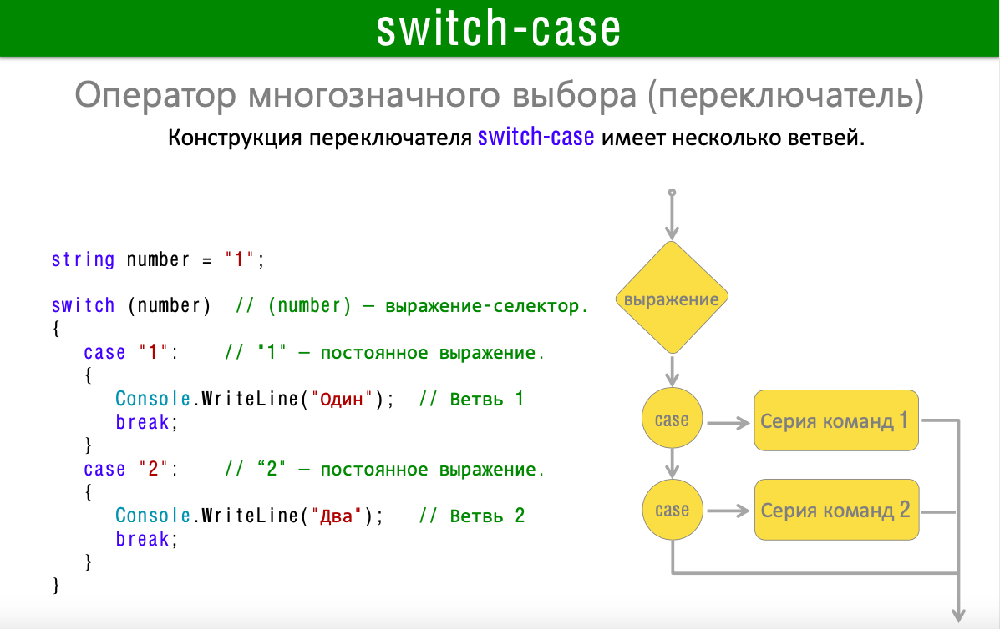 switch-case
Оператор многозначного выбора (переключатель)
Конструкция переключателя switch-case имеет несколько ветвей.
string number = "1";
switch (number)  // (number) – выражение-селектор.
{
case "1":    // "1" – постоянное выражение.
{
Console.WriteLine("Один");  // Ветвь 1
break;
}
case "2":    // “2" – постоянное выражение.
{
Console.WriteLine("Два");   // Ветвь 2
break;
}
}
выражение
case
Серия команд 1
case
Серия команд 2